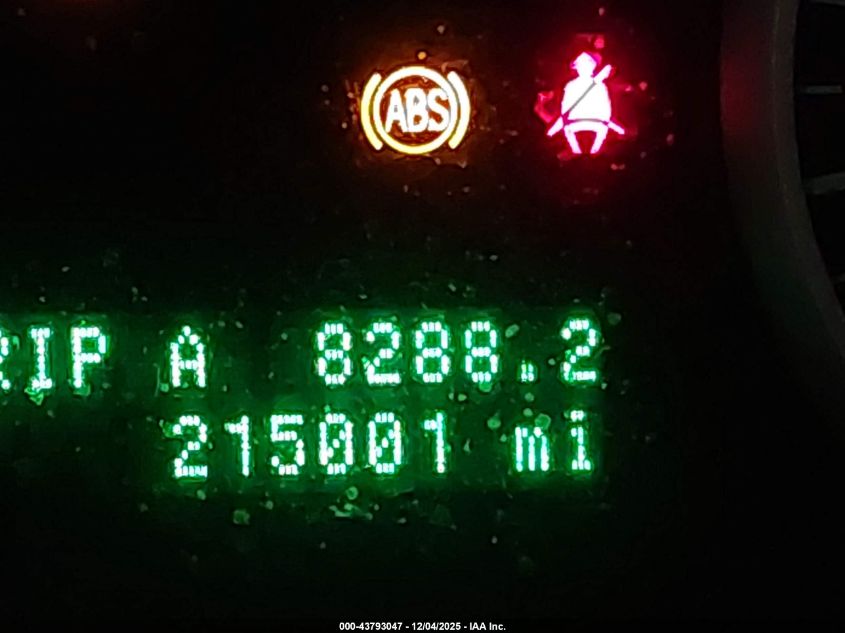 ABS
RIP A 8288.2
215001 mi
000-43793047 - 12/04/2025 - IAA Inc.